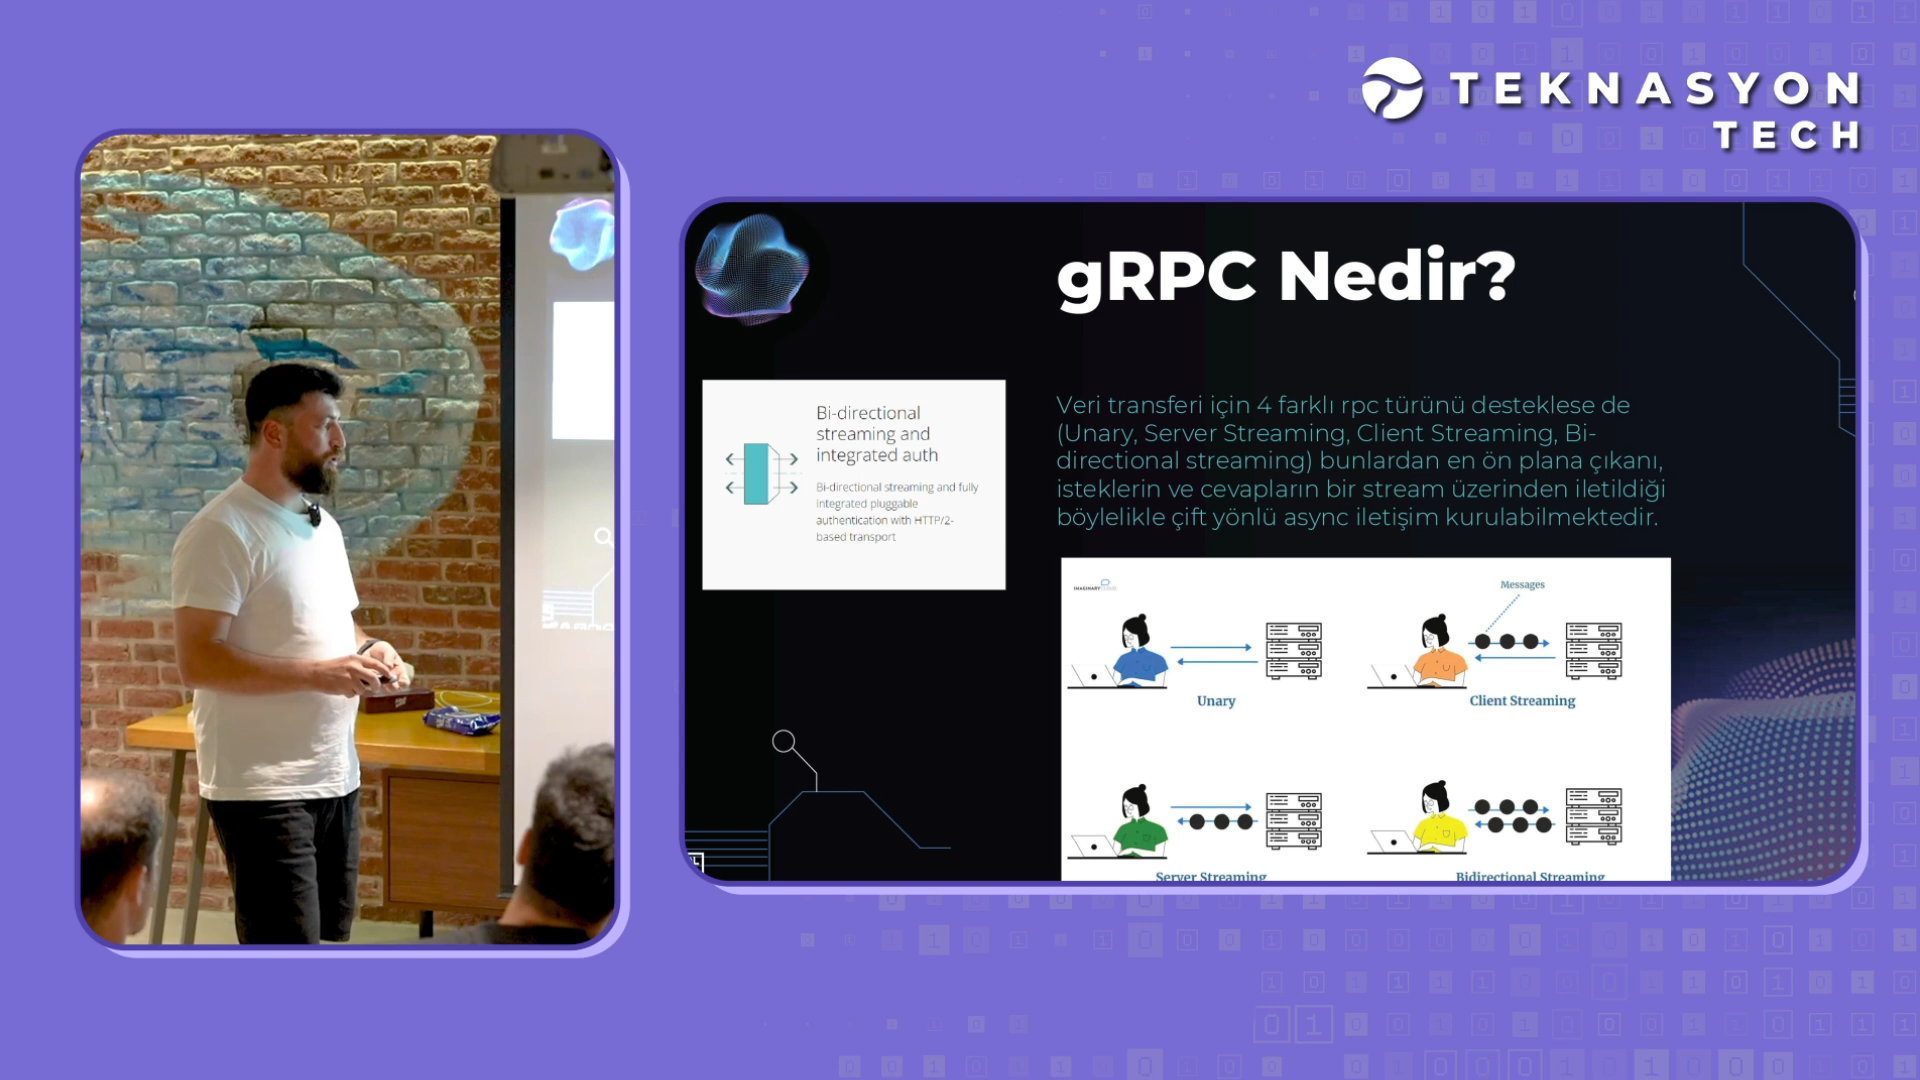 TEKNASYON
TECH
gRPC Nedir?
Bi-directional
streaming and
integrated auth
Bi-directional streaming and fully
integrated pluggable
authentication with HTTP/2-
based transport
Veri transferi için 4 farklı rpc türünü desteklese de
(Unary, Server Streaming, Client Streaming, Bi-
directional streaming) bunlardan en ön plana çıkanı,
isteklerin ve cevapların bir stream üzerinden iletildiği
böylelikle çift yönlü async iletişim kurulabilmektedir.
IMAGINARYCLOUD
Messages
Unary
Client Streaming
Server Streaming
Bidirectional Streaming